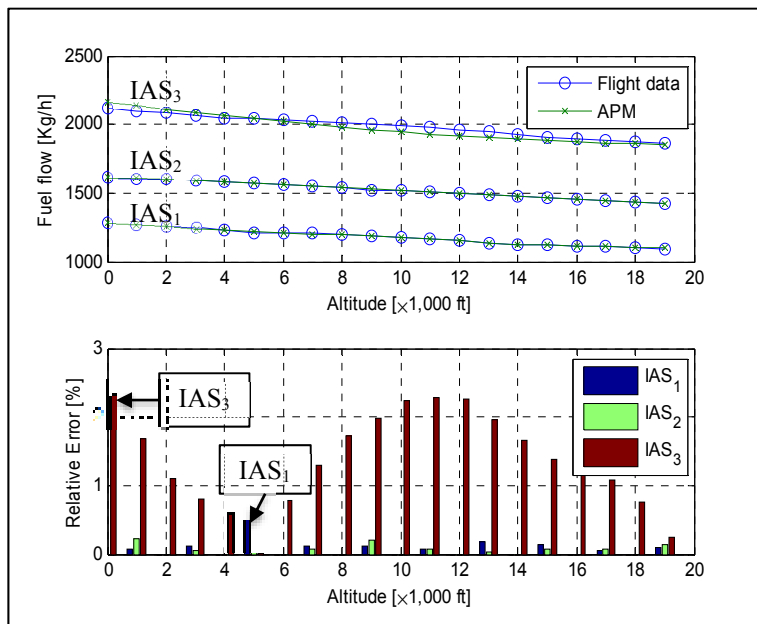 2500
2000
1500
1000
Fuel flow [Kg/h]
IAS3
IAS2
IAS1
Flight data
APM
0 2 4 6 8 10 12 14 16 18 20
Altitude [×1,000 ft]
3
1
0
Relative Error [%]
IAS3
IAS1
IAS1
IAS2
IAS3
0 2 4 6 8 10 12 14 16 18 20
Altitude [×1,000 ft]